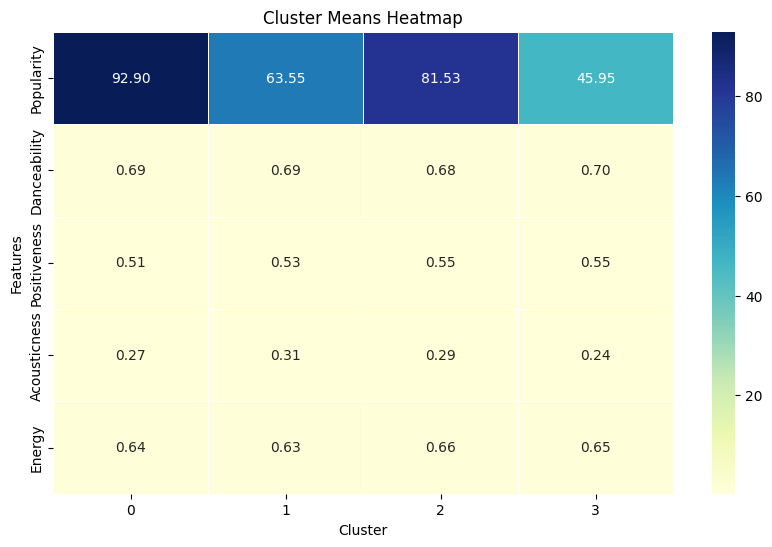 Cluster Means Heatmap
Popularity 92.90 63.55 81.53 45.95
Danceability 0.69 0.69 0.68 0.70
Positiveness 0.51 0.53 0.55 0.55
Acousticness 0.27 0.31 0.29 0.24
Energy 0.64 0.63 0.66 0.65
Features
0 1 2 3
Cluster
80
60
40
20